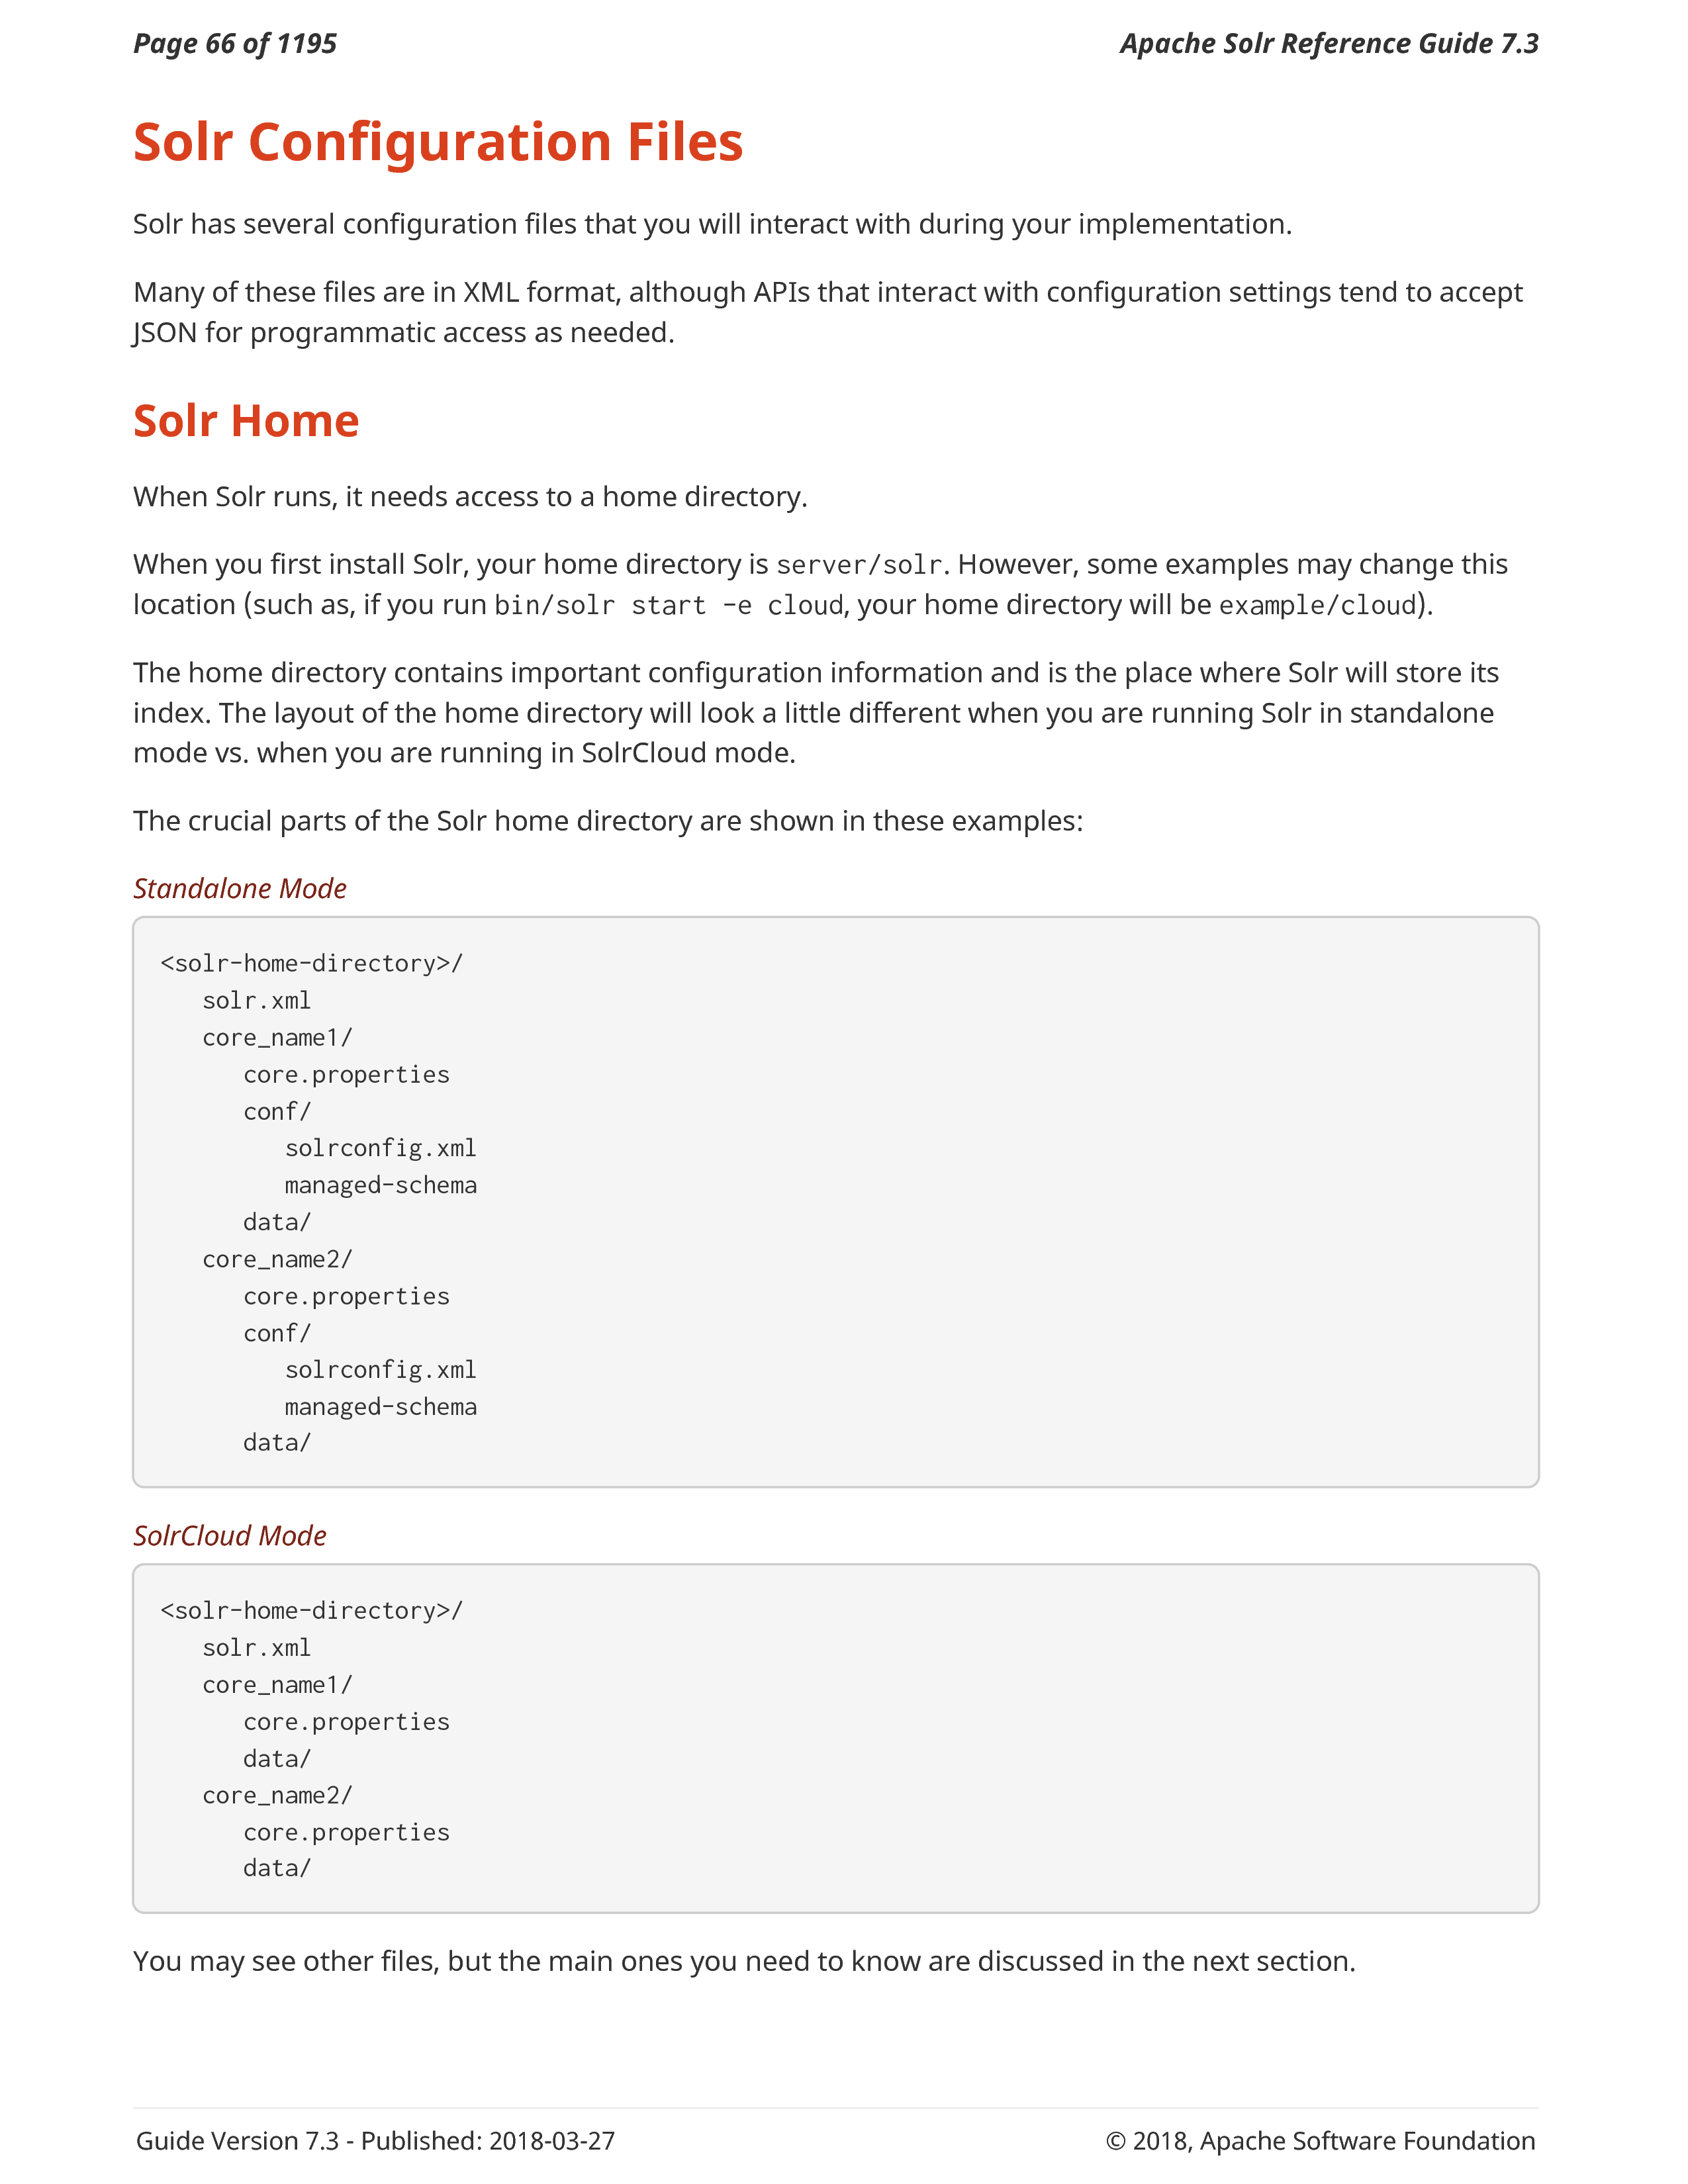 Page 66 of 1195
Apache Solr Reference Guide 7.3
Solr Configuration Files
Solr has several configuration files that you will interact with during your implementation.
Many of these files are in XML format, although APIs that interact with configuration settings tend to accept
JSON for programmatic access as needed.
Solr Home
When Solr runs, it needs access to a home directory.
When you first install Solr, your home directory is server/solr. However, some examples may change this
location (such as, if you run bin/solr start -e cloud, your home directory will be example/cloud).
The home directory contains important configuration information and is the place where Solr will store its
index. The layout of the home directory will look a little different when you are running Solr in standalone
mode vs. when you are running in SolrCloud mode.
The crucial parts of the Solr home directory are shown in these examples:
Standalone Mode
<solr-home-directory>/
   solr.xml
   core_name1/
      core.properties
      conf/
         solrconfig.xml
         managed-schema
      data/
   core_name2/
      core.properties
      conf/
         solrconfig.xml
         managed-schema
      data/
SolrCloud Mode
<solr-home-directory>/
   solr.xml
   core_name1/
      core.properties
      data/
   core_name2/
      core.properties
      data/
You may see other files, but the main ones you need to know are discussed in the next section.
Guide Version 7.3 - Published: 2018-03-27
© 2018, Apache Software Foundation